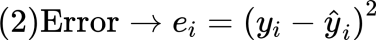 (2)Error → e_i = (y_i − ŷ_i)^2